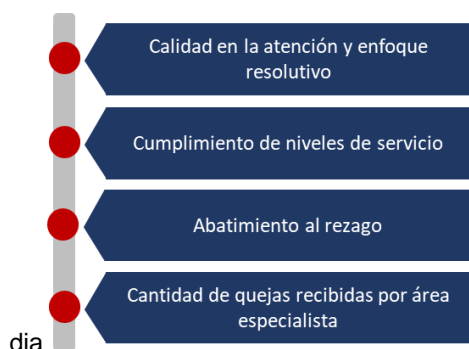 Calidad en la atención y enfoque
resolutivo
Cumplimiento de niveles de servicio
Abatimiento al rezago
Cantidad de quejas recibidas por área
especialista
dia